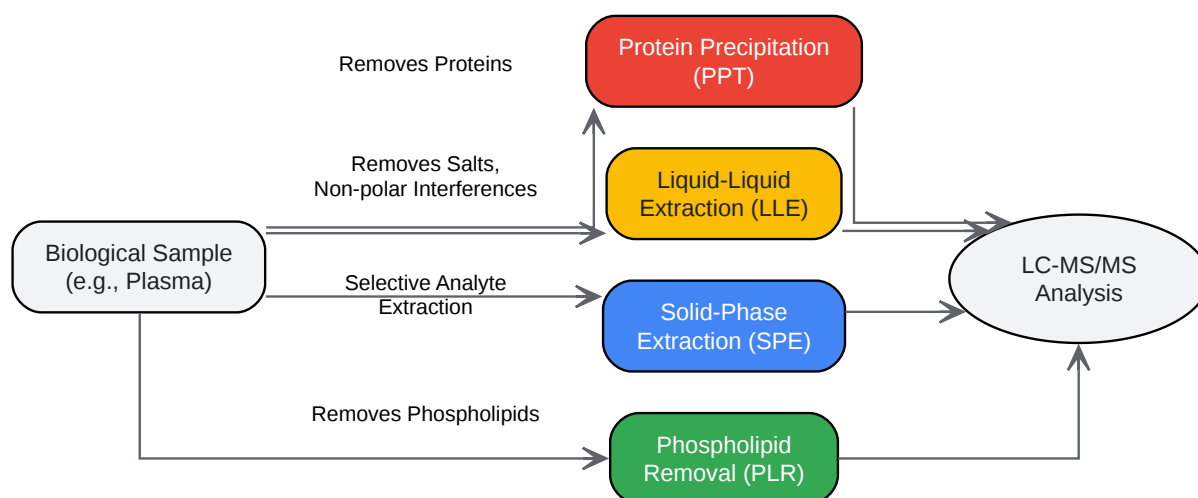 Removes Proteins
Protein Precipitation
(PPT)
Removes Salts,
Non-polar Interferences
Liquid-Liquid
Extraction (LLE)
Biological Sample
(e.g., Plasma)
LC-MS/MS
Analysis
Selective Analyte
Extraction
Solid-Phase
Extraction (SPE)
Removes Phospholipids
Phospholipid
Removal (PLR)